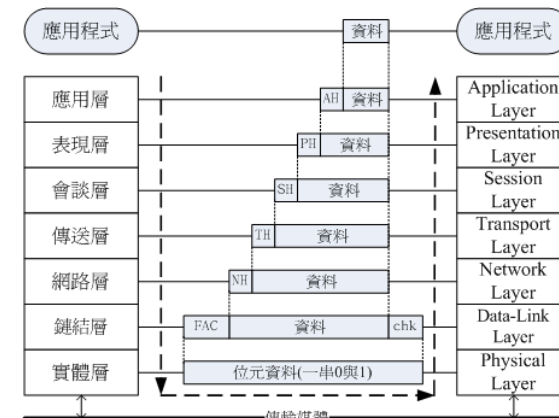 應用程式
資料
應用程式
應用層
AH
資料
Application
Layer
表現層
PH
資料
Presentation
Layer
會談層
SH
資料
Session
Layer
傳送層
TH
資料
Transport
Layer
網路層
NH
資料
Network
Layer
鏈結層
FAC
資料
chk
Data-Link
Layer
實體層
位元資料(一串0與1)
Physical
Layer
傳輸媒體